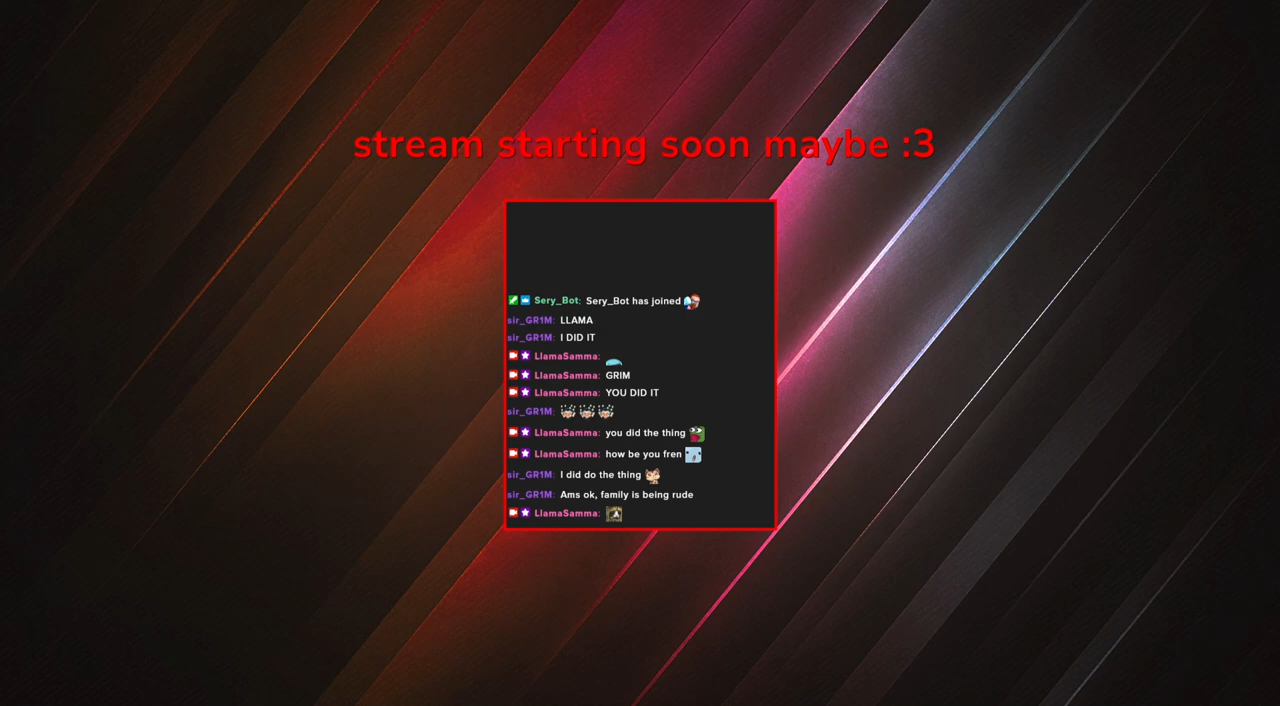 stream starting soon maybe :3
Sery_Bot: Sery_Bot has joined
sir_GR1M: LLAMA
sir_GR1M: I DID IT
LlamaSamma:
LlamaSamma: GRIM
LlamaSamma: YOU DID IT
sir_GR1M:
LlamaSamma: you did the thing
LlamaSamma: how be you fren
sir_GR1M: I did do the thing
sir_GR1M: Ams ok, family is being rude
LlamaSamma: